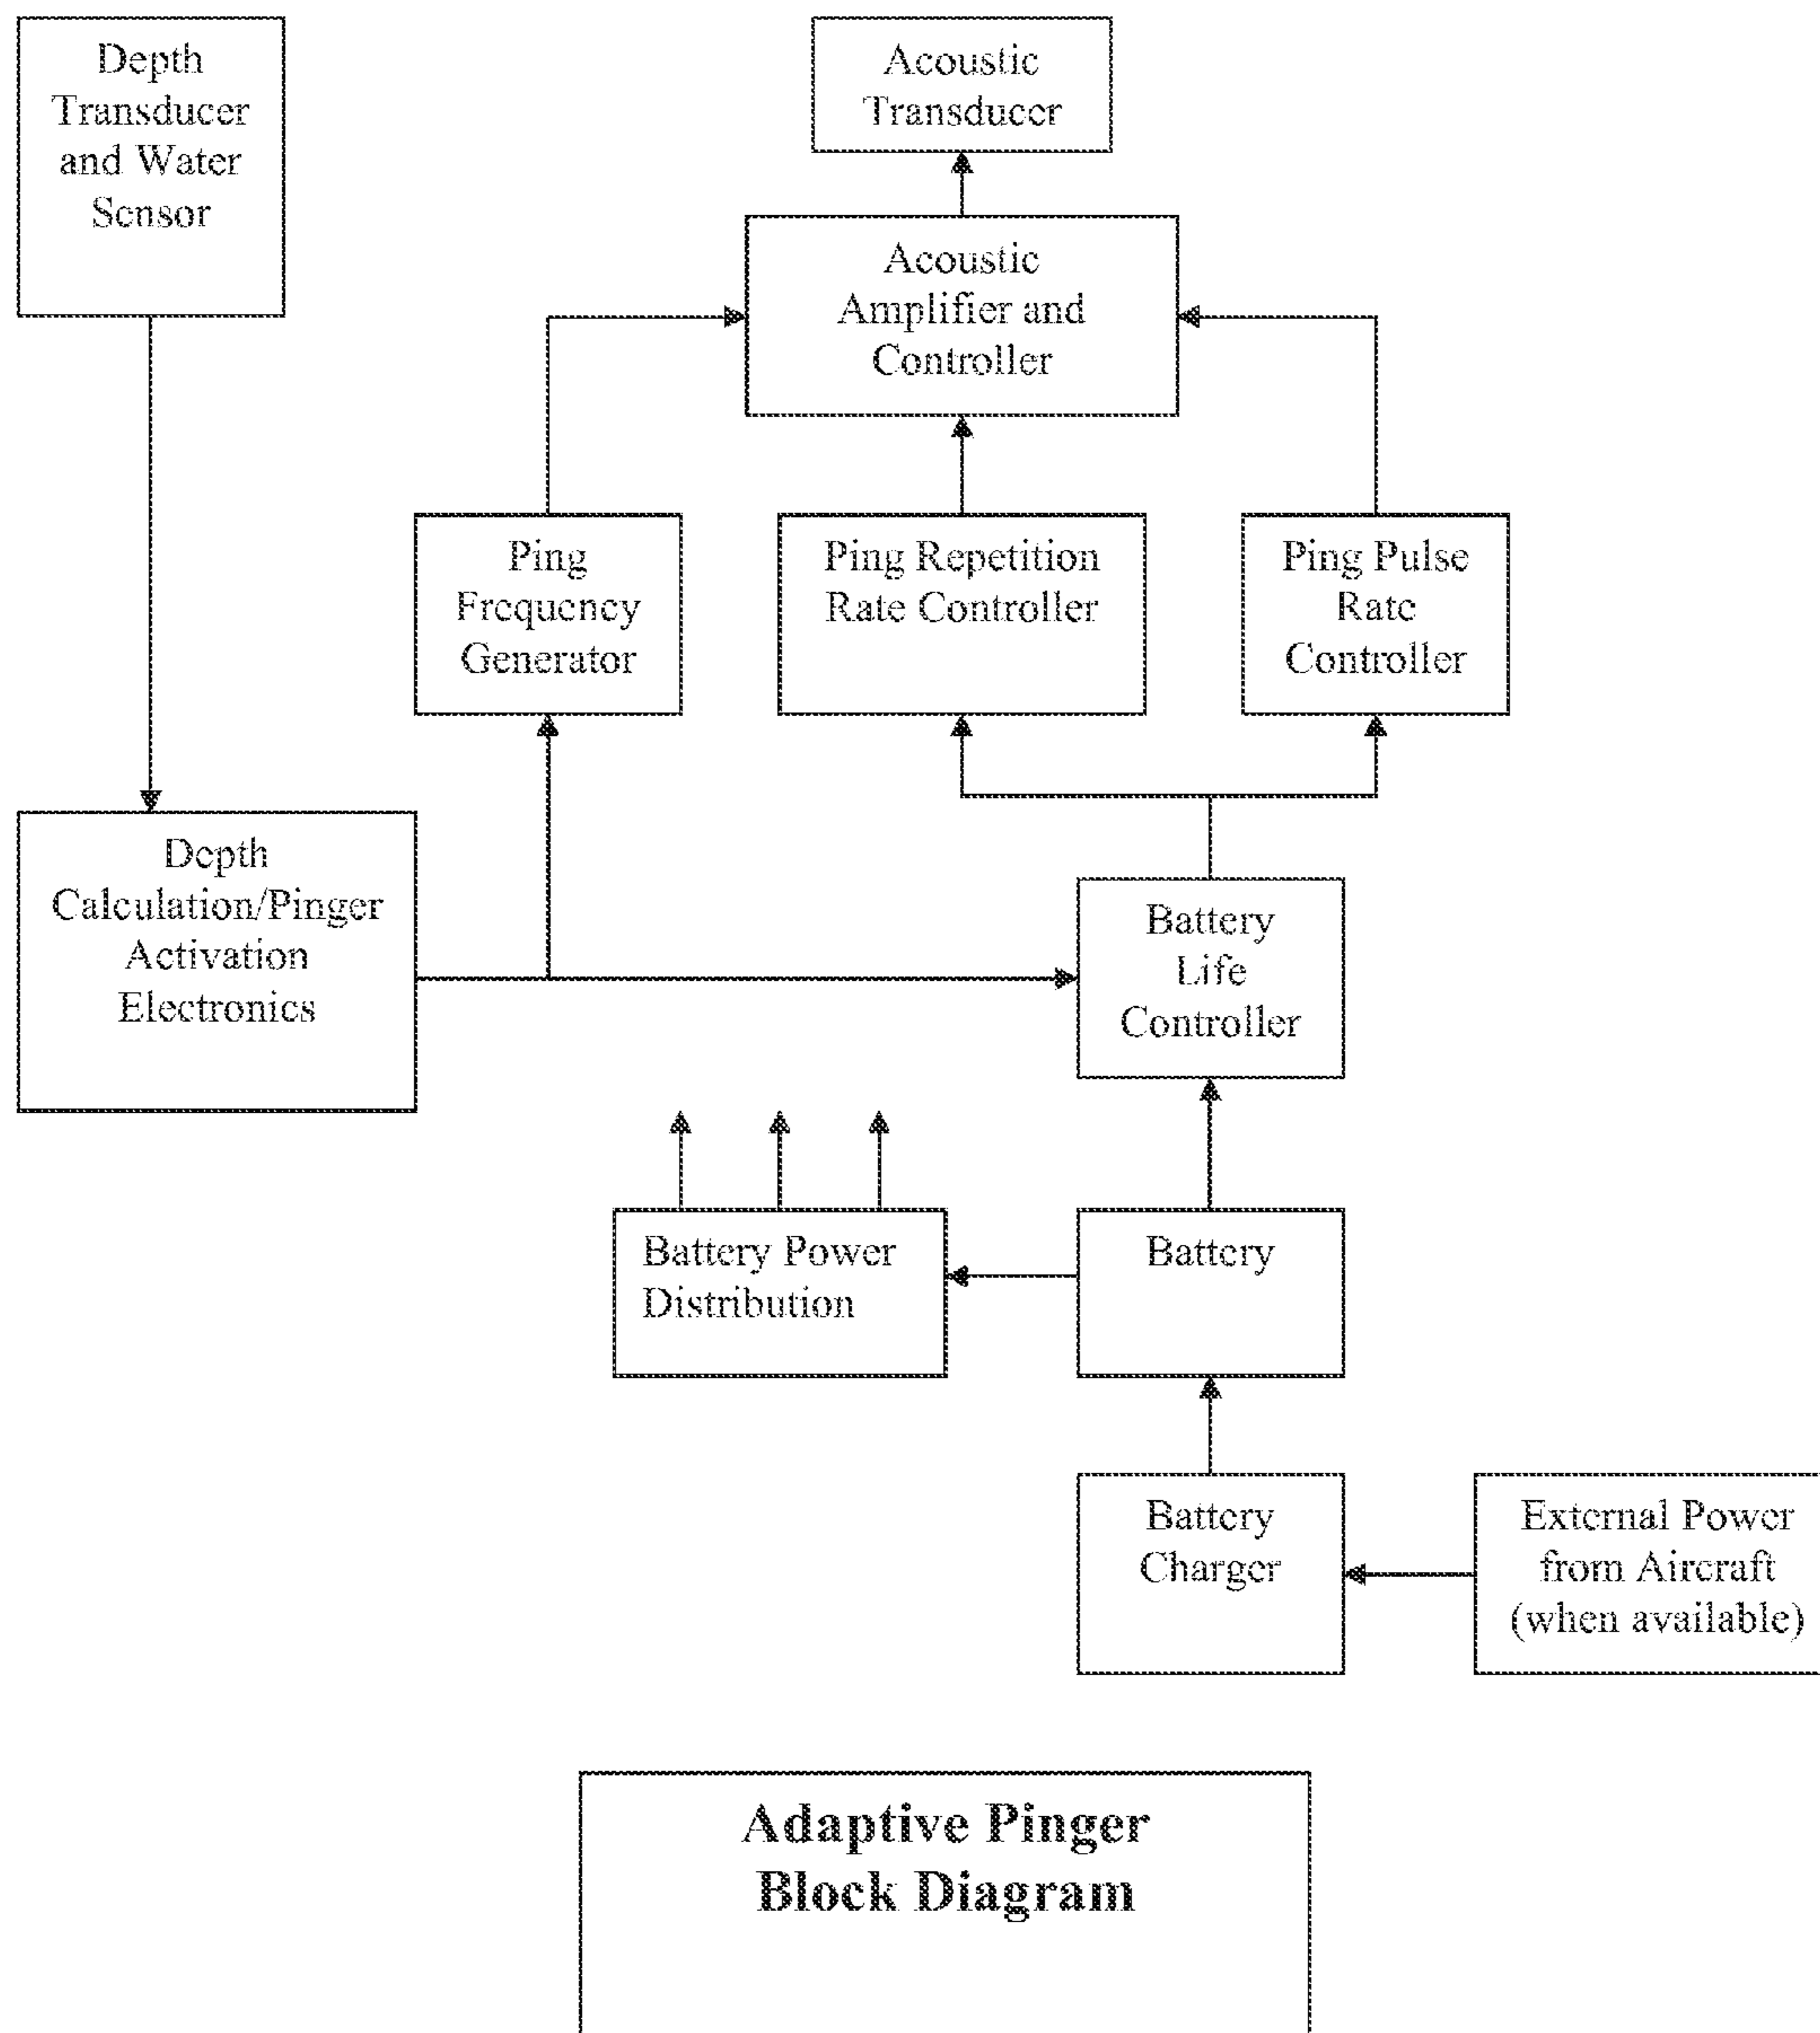 Depth
Transducer
and Water
Sensor
Acoustic
Transducer
Acoustic
Amplifier and
Controller
Ping
Frequency
Generator
Ping Repetition
Rate Controller
Ping Pulse
Rate
Controller
Depth
Calculation/Pinger
Activation
Electronics
Battery
Life
Controller
Battery Power
Distribution
Battery
Battery
Charger
External Power
from Aircraft
(when available)
Adaptive Pinger
Block Diagram